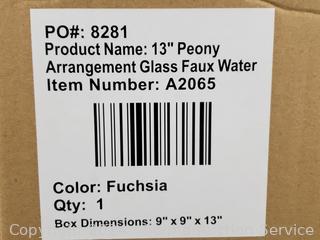 PO#: 8281
Product Name: 13" Peony
Arrangement Glass Faux Water
Item Number: A2065
Color: Fuchsia
Qty: 1
Box Dimensions: 9" x 9" x 13"